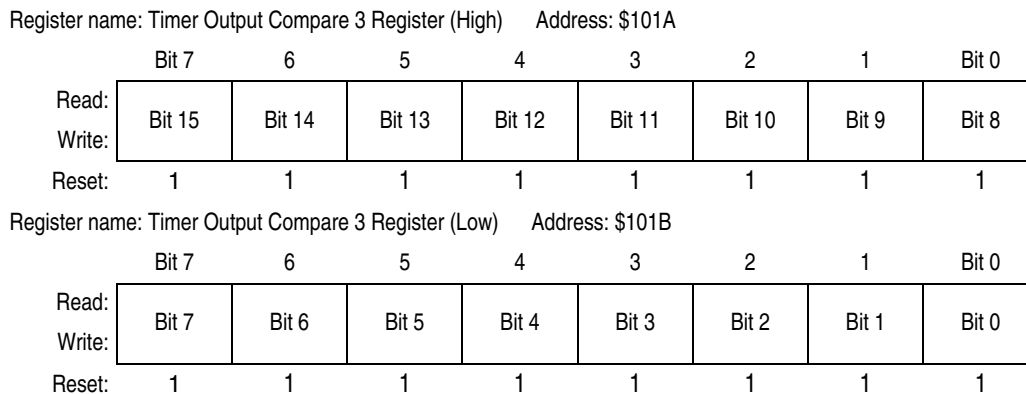 Register name: Timer Output Compare 3 Register (High) Address: $101A
Bit 7 6 5 4 3 2 1 Bit 0
Read:
Bit 15 Bit 14 Bit 13 Bit 12 Bit 11 Bit 10 Bit 9 Bit 8
Write:
Reset: 1 1 1 1 1 1 1 1
Register name: Timer Output Compare 3 Register (Low) Address: $101B
Bit 7 6 5 4 3 2 1 Bit 0
Read:
Bit 7 Bit 6 Bit 5 Bit 4 Bit 3 Bit 2 Bit 1 Bit 0
Write:
Reset: 1 1 1 1 1 1 1 1